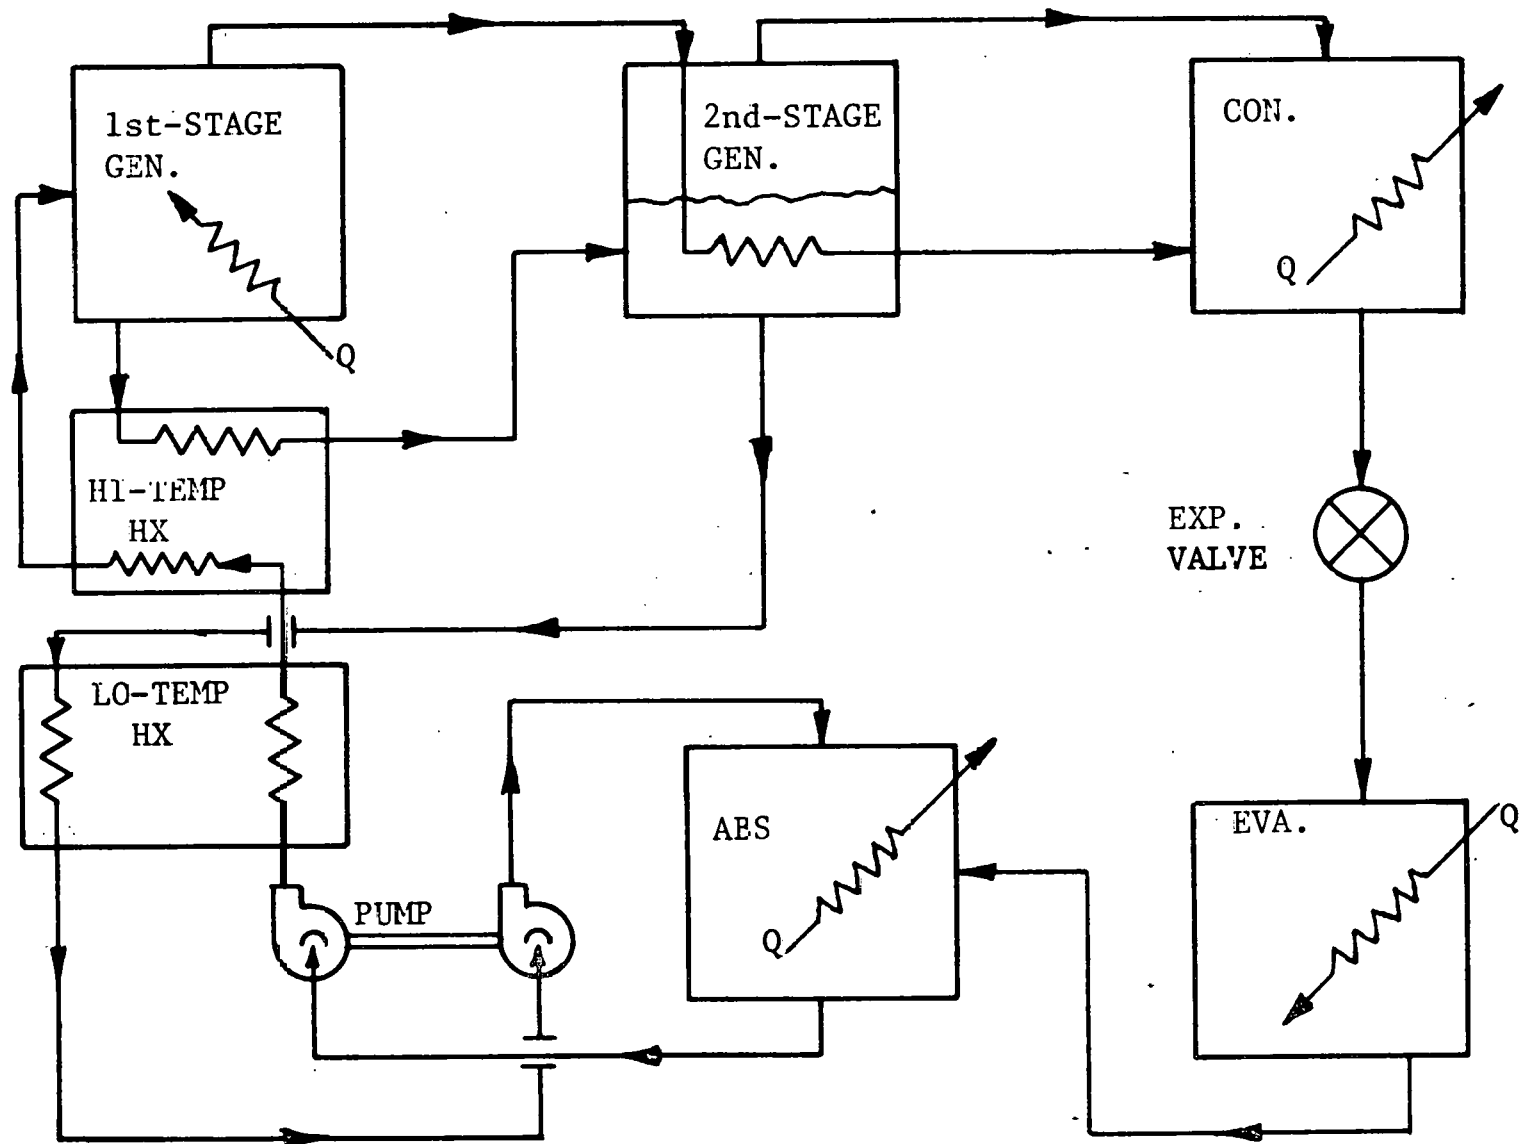 1st-STAGE
GEN.
Q
2nd-STAGE
GEN.
CON.
Q
HI-TEMP
HX
EXP.
VALVE
LO-TEMP
HX
PUMP
ABS
Q
EVA.
Q